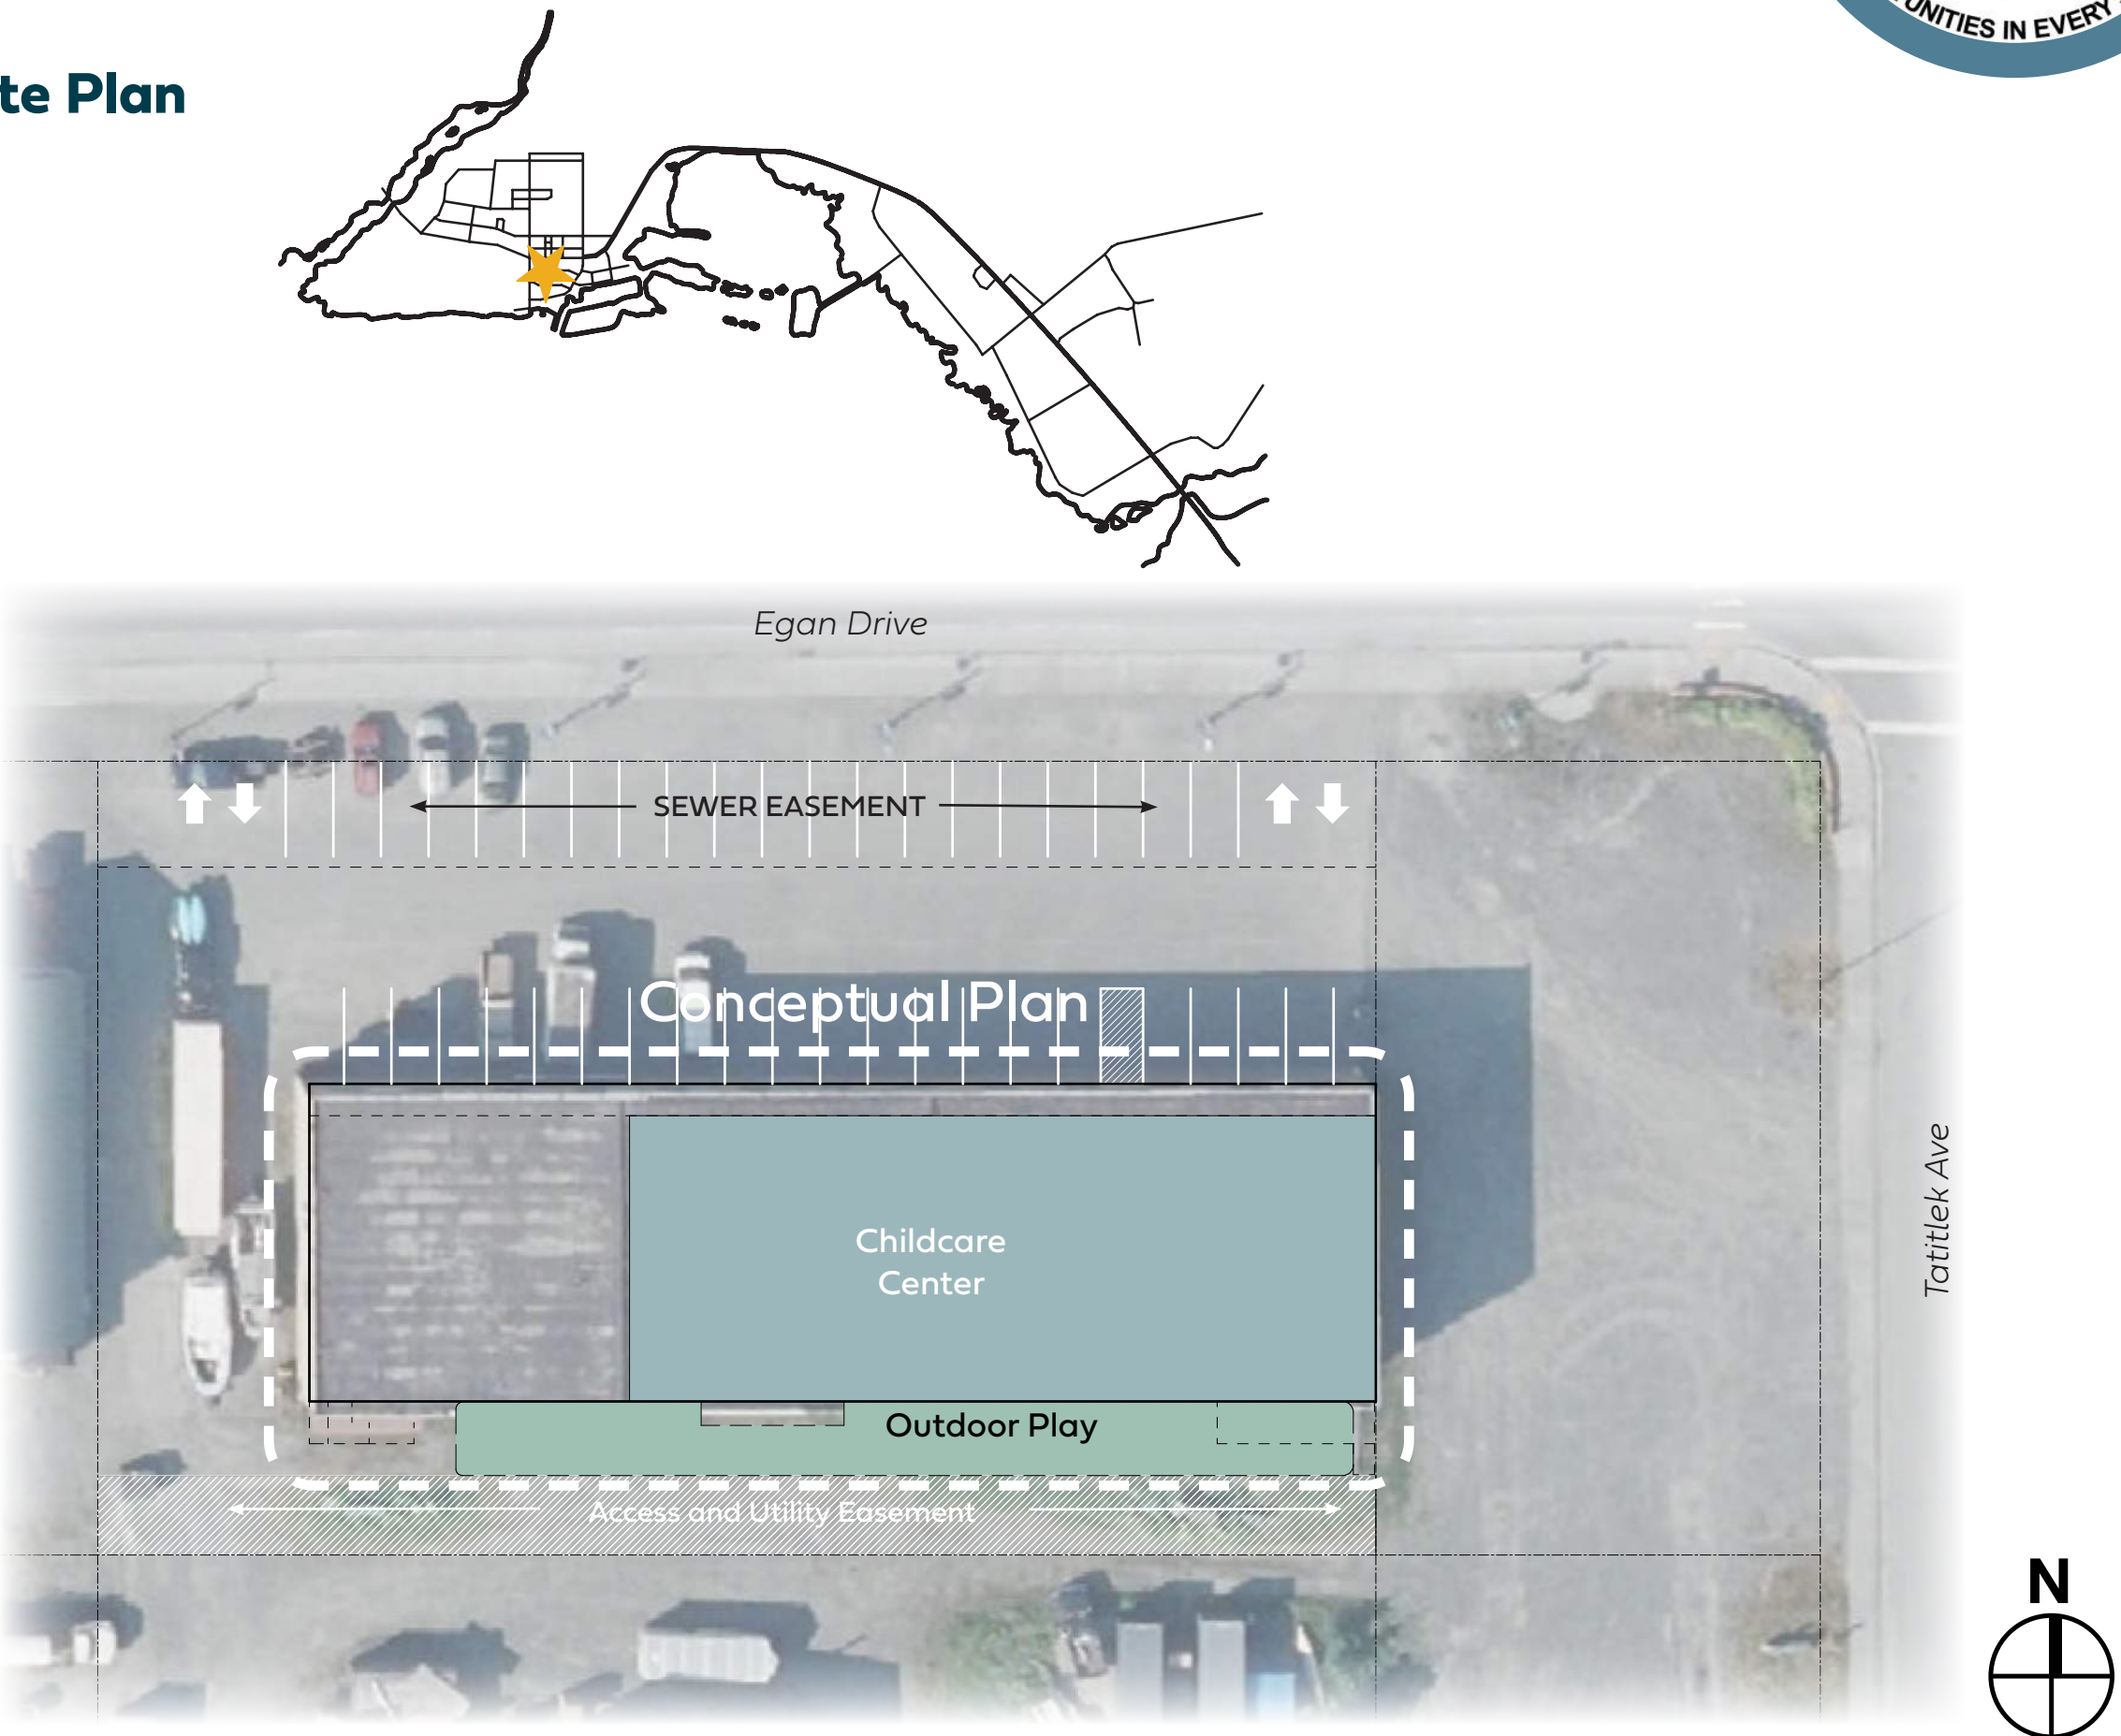 UNITIES IN EVERY
te Plan
Egan Drive
SEWER EASEMENT
Conceptual Plan
Childcare
Center
Outdoor Play
Access and Utility Easement
Tatitlek Ave
N